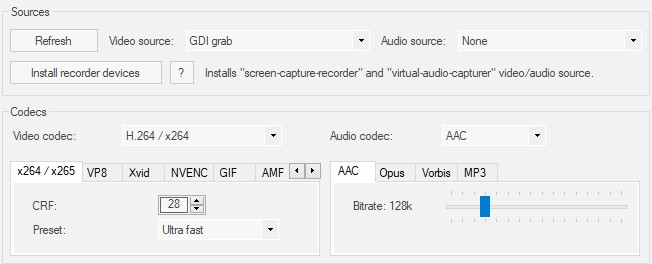 Sources
Refresh Video source: GDI grab Audio source: None
Install recorder devices ? Installs "screen-capture-recorder" and "virtual-audio-capturer" video/audio source.
Codecs
Video codec: H.264 / x264 Audio codec: AAC
x264 / x265 VP8 Xvid NVENC GIF AMF AAC Opus Vorbis MP3
CRF: 28 Bitrate: 128k
Preset: Ultra fast